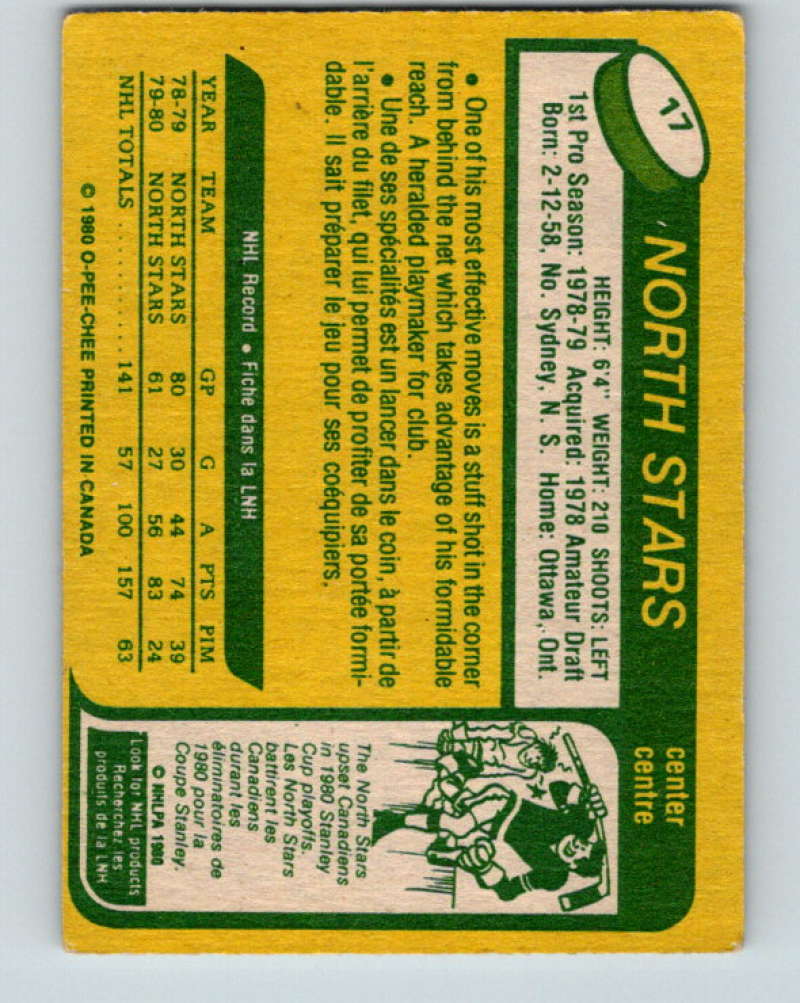 17
NORTH STARS
center
centre
HEIGHT: 6'4" WEIGHT: 210 SHOOTS: LEFT
1st Pro Season: 1978-79 Acquired: 1978 Amateur Draft
Born: 2-12-58, No. Sydney, N. S. Home: Ottawa, Ont.
• One of his most effective moves is a stuff shot in the corner
from behind the net which takes advantage of his formidable
reach. A heralded playmaker for club.
• Une de ses spécialités est un lancer dans le coin, à partir de
l'arrière du filet, qui lui permet de profiter de sa portée formi-
dable. Il sait préparer le jeu pour ses coéquipiers.
NHL Record • Fiche dans la LNH
YEAR TEAM GP G A PTS PIM
78-79 NORTH STARS 80 30 44 74 39
79-80 NORTH STARS 61 27 56 83 24
NHL TOTALS .......... 141 57 100 157 63
© 1980 O-PEE-CHEE PRINTED IN CANADA
The North Stars
upset Canadiens
in 1980 Stanley
Cup playoffs.
Les North Stars
battirent les
Canadiens
durant les
éliminatoires de
1980 pour la
Coupe Stanley.
© NHLPA 1980
Look for NHL products
Recherchez les
produits de la LNH